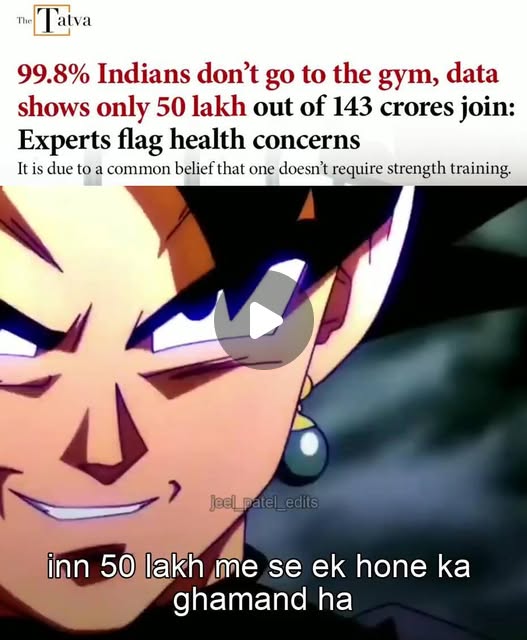 The Tatva
99.8% Indians don't go to the gym, data
shows only 50 lakh out of 143 crores join:
Experts flag health concerns
It is due to a common belief that one doesn't require strength training.
jeel_patel_edits
inn 50 lakh me se ek hone ka
ghamand ha